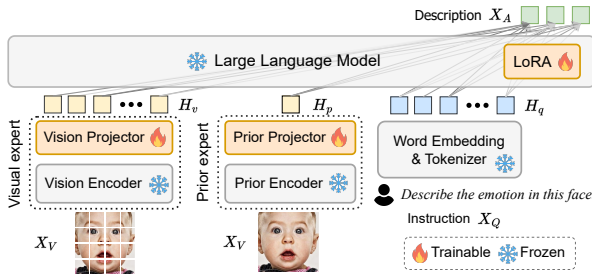 Description X_A
Large Language Model
LoRA
H_v
H_p
H_q
Visual expert
Vision Projector
Vision Encoder
Prior expert
Prior Projector
Prior Encoder
Word Embedding
& Tokenizer
Describe the emotion in this face
X_V
X_V
Instruction X_Q
Trainable
Frozen